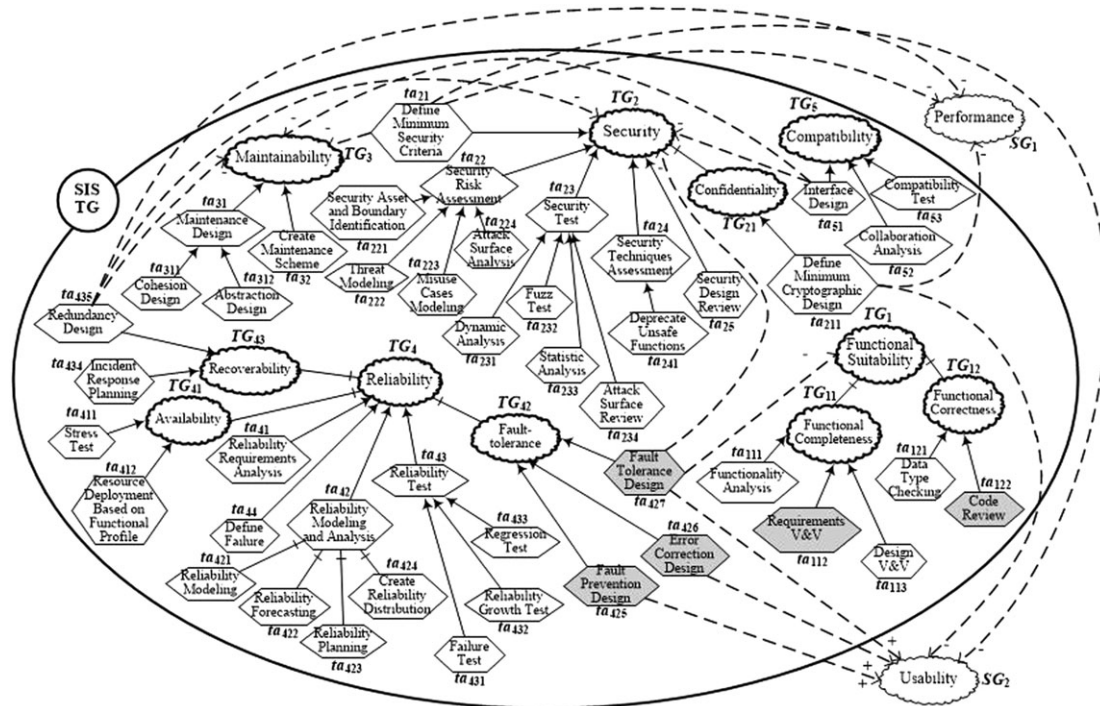 SIS
TG
ta21
Define
Minimum
Security
Criteria
TG2
Security
TG5
Compatibility
Performance
SG1
Maintainability
TG3
ta22
Security
Risk
Assessment
ta23
Security
Test
Confidentiality
TG21
Interface
Design
ta51
Compatibility
Test
ta53
Collaboration
Analysis
ta52
ta31
Maintenance
Design
Security Asset
and Boundary
Identification
ta221
ta224
Attack
Surface
Analysis
ta24
Security
Techniques
Assessment
Create
Maintenance
Scheme
ta32
ta311
Cohesion
Design
ta312
Abstraction
Design
Threat
Modeling
ta222
ta223
Misuse
Cases
Modeling
Fuzz
Test
ta232
Security
Design
Review
ta25
Define
Minimum
Cryptographic
Design
ta211
ta435
Redundancy
Design
Dynamic
Analysis
ta231
Deprecate
Unsafe
Functions
ta241
TG1
Functional
Suitability
TG43
Recoverability
ta434
Incident
Response
Planning
TG4
Reliability
Statistic
Analysis
ta233
Attack
Surface
Review
ta234
TG12
Functional
Correctness
TG41
Availability
TG42
Fault-
tolerance
TG11
Functional
Completeness
ta411
Stress
Test
ta41
Reliability
Requirements
Analysis
ta43
Reliability
Test
Fault
Tolerance
Design
ta427
ta111
Functionality
Analysis
ta121
Data
Type
Checking
ta122
Code
Review
ta412
Resource
Deployment
Based on
Functional
Profile
ta44
Define
Failure
ta42
Reliability
Modeling
and Analysis
ta433
Regression
Test
ta426
Error
Correction
Design
Requirements
V&V
ta112
Design
V&V
ta113
ta421
Reliability
Modeling
ta424
Create
Reliability
Distribution
Fault
Prevention
Design
ta425
Reliability
Forecasting
ta422
Reliability
Growth Test
ta432
Reliability
Planning
ta423
Failure
Test
ta431
Usability
SG2